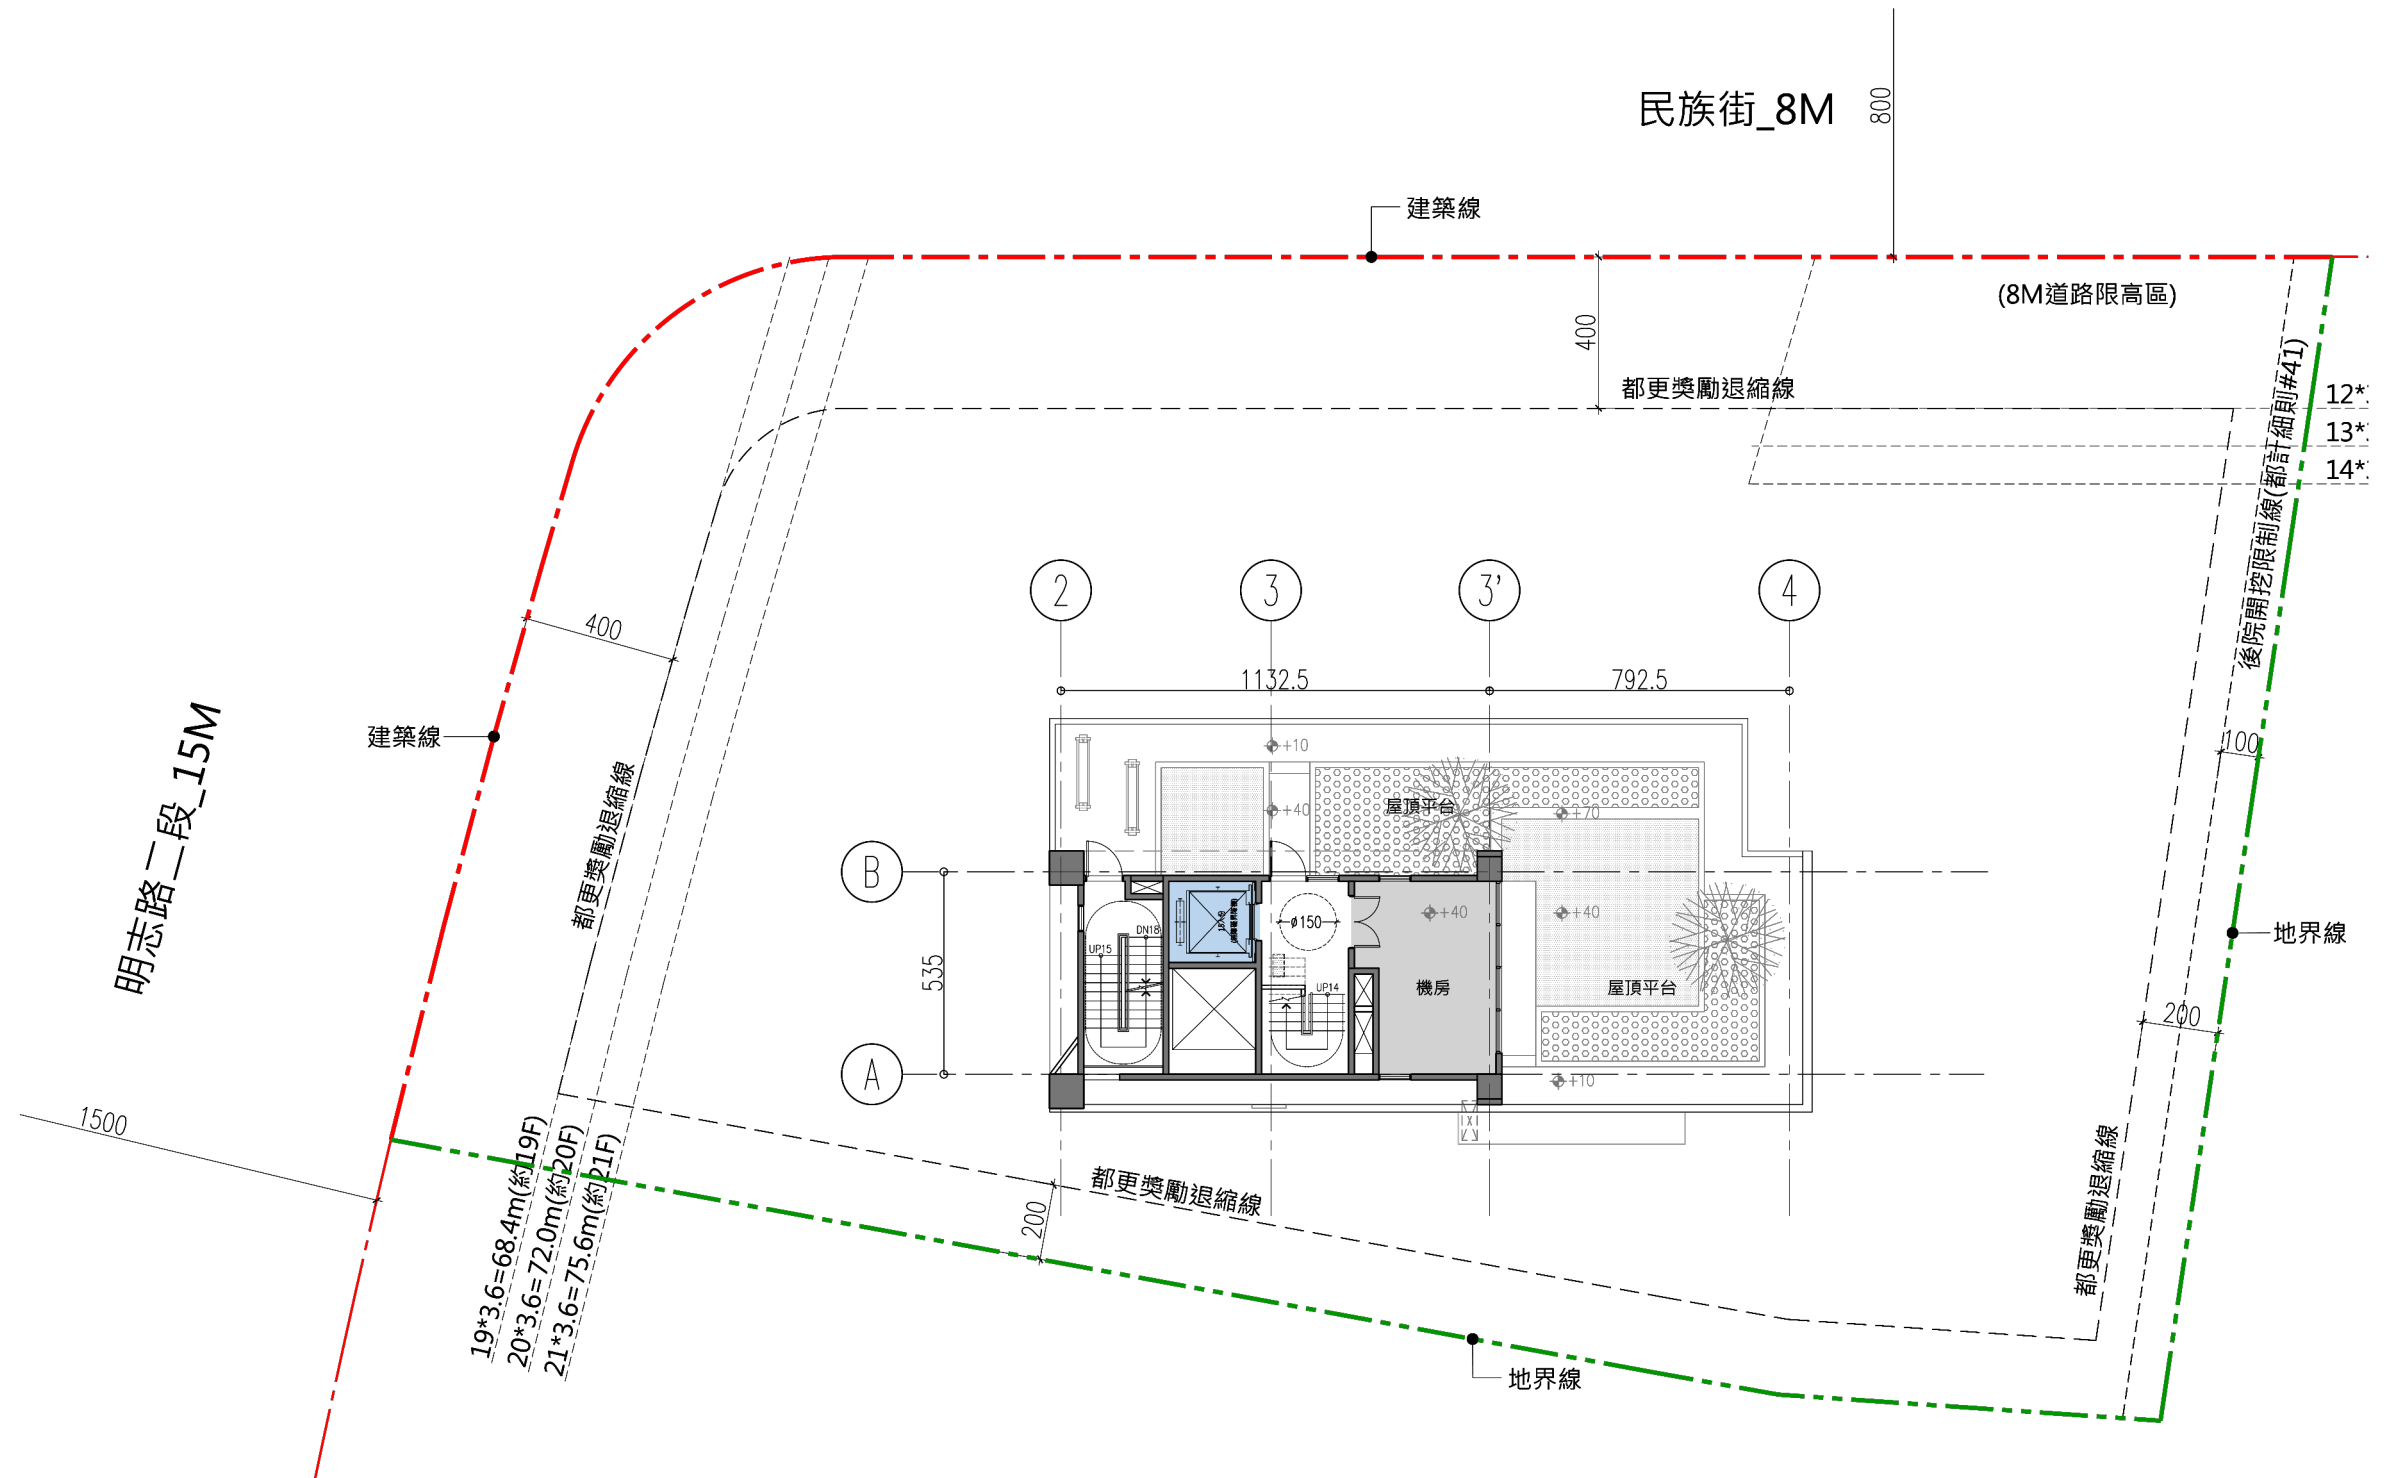 民族街_8M
800
建築線
(8M道路限高區)
400
都更獎勵退縮線
12*
13*
14*
後院開挖限制線(都計細則#41)
2
3
3'
4
400
1132.5
792.5
明志路二段_15M
建築線
都更獎勵退縮線
100
+10
+40
屋頂平台
+70
B
+40
+40
ø150
UP15
DN18
地界線
535
機房
屋頂平台
UP14
200
A
+10
1500
19*3.6=68.4m(約19F)
20*3.6=72.0m(約20F)
21*3.6=75.6m(約21F)
都更獎勵退縮線
200
都更獎勵退縮線
地界線